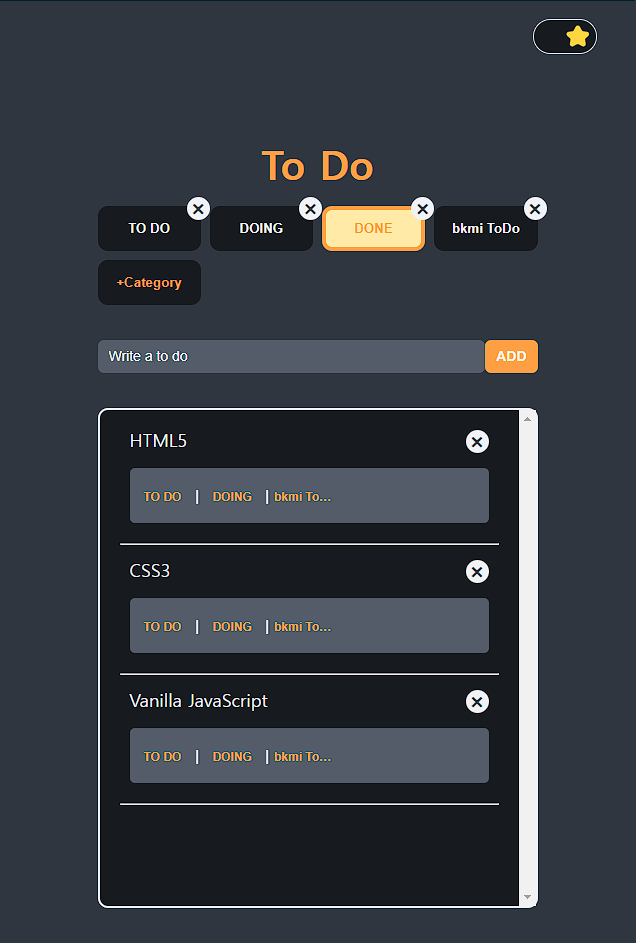 To Do
TO DO DOING DONE bkmi ToDo
+Category
Write a to do ADD
HTML5
TO DO | DOING | bkmi To...
CSS3
TO DO | DOING | bkmi To...
Vanilla JavaScript
TO DO | DOING | bkmi To...